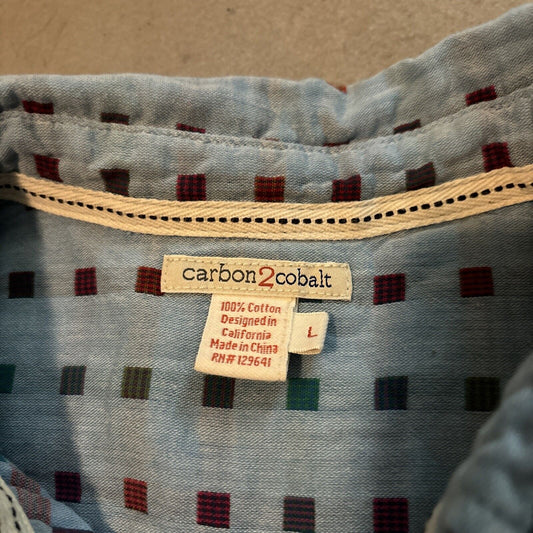 carbon2cobalt
100% Cotton
Designed in
California
Made in China
RN# 129641
L